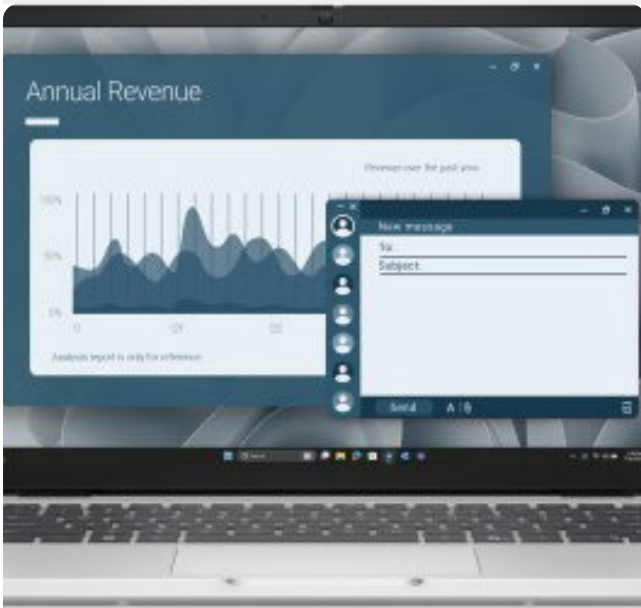 Annual Revenue
Revenue over the past year
100%
50%
0%
Analysis report is only for reference
New message
To:
Subject:
Send
A
B